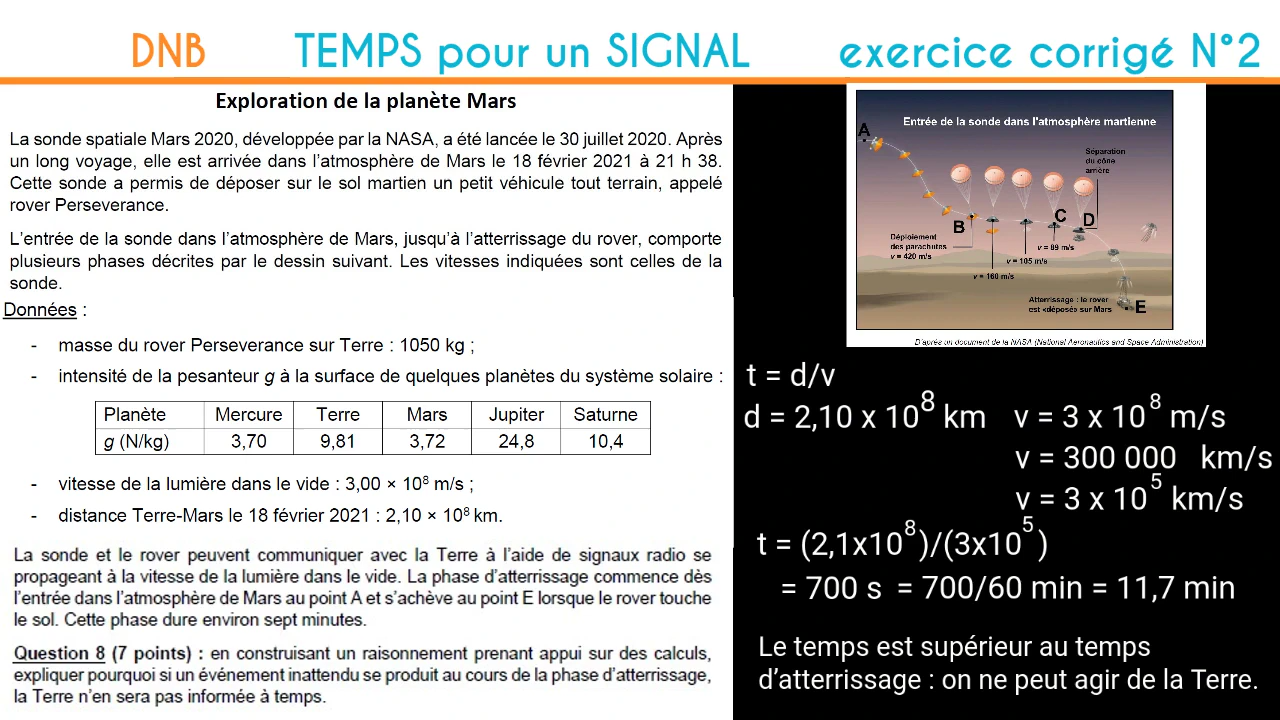 DNB TEMPS pour un SIGNAL exercice corrigé N°2
Exploration de la planète Mars
La sonde spatiale Mars 2020, développée par la NASA, a été lancée le 30 juillet 2020. Après
un long voyage, elle est arrivée dans l'atmosphère de Mars le 18 février 2021 à 21 h 38.
Cette sonde a permis de déposer sur le sol martien un petit véhicule tout terrain, appelé
rover Perseverance.
L'entrée de la sonde dans l'atmosphère de Mars, jusqu'à l'atterrissage du rover, comporte
plusieurs phases décrites par le dessin suivant. Les vitesses indiquées sont celles de la
sonde.
Données :
- masse du rover Perseverance sur Terre : 1050 kg ;
- intensité de la pesanteur g à la surface de quelques planètes du système solaire :
Planète Mercure Terre Mars Jupiter Saturne
g (N/kg) 3,70 9,81 3,72 24,8 10,4
- vitesse de la lumière dans le vide : 3,00 × 10⁸ m/s ;
- distance Terre-Mars le 18 février 2021 : 2,10 × 10⁸ km.
La sonde et le rover peuvent communiquer avec la Terre à l'aide de signaux radio se
propageant à la vitesse de la lumière dans le vide. La phase d'atterrissage commence dès
l'entrée dans l'atmosphère de Mars au point A et s'achève au point E lorsque le rover touche
le sol. Cette phase dure environ sept minutes.
Question 8 (7 points) : en construisant un raisonnement prenant appui sur des calculs,
expliquer pourquoi si un événement inattendu se produit au cours de la phase d'atterrissage,
la Terre n'en sera pas informée à temps.
Entrée de la sonde dans l'atmosphère martienne
A
Séparation
du cône
arrière
B
C
D
Déploiement
des parachutes
v = 420 m/s
v = 89 m/s
v = 105 m/s
v = 160 m/s
Atterrissage : le rover
est «déposé» sur Mars
E
D'après un document de la NASA (National Aeronautics and Space Administration)
t = d/v
d = 2,10 x 10⁸ km v = 3 x 10⁸ m/s
v = 300 000 km/s
v = 3 x 10⁵ km/s
t = (2,1x10⁸)/(3x10⁵)
= 700 s = 700/60 min = 11,7 min
Le temps est supérieur au temps
d'atterrissage : on ne peut agir de la Terre.